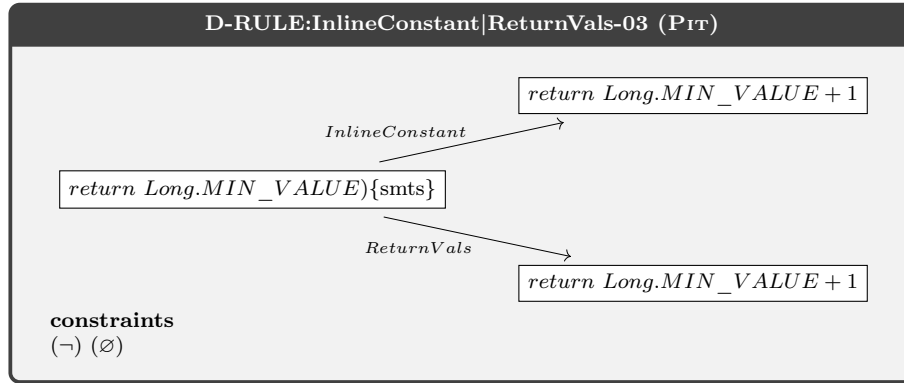 D-RULE:InlineConstant|ReturnVals-03 (PIT)
return Long.MIN_VALUE + 1
InlineConstant
return Long.MIN_VALUE){smts}
ReturnVals
return Long.MIN_VALUE + 1
constraints
(¬) (∅)